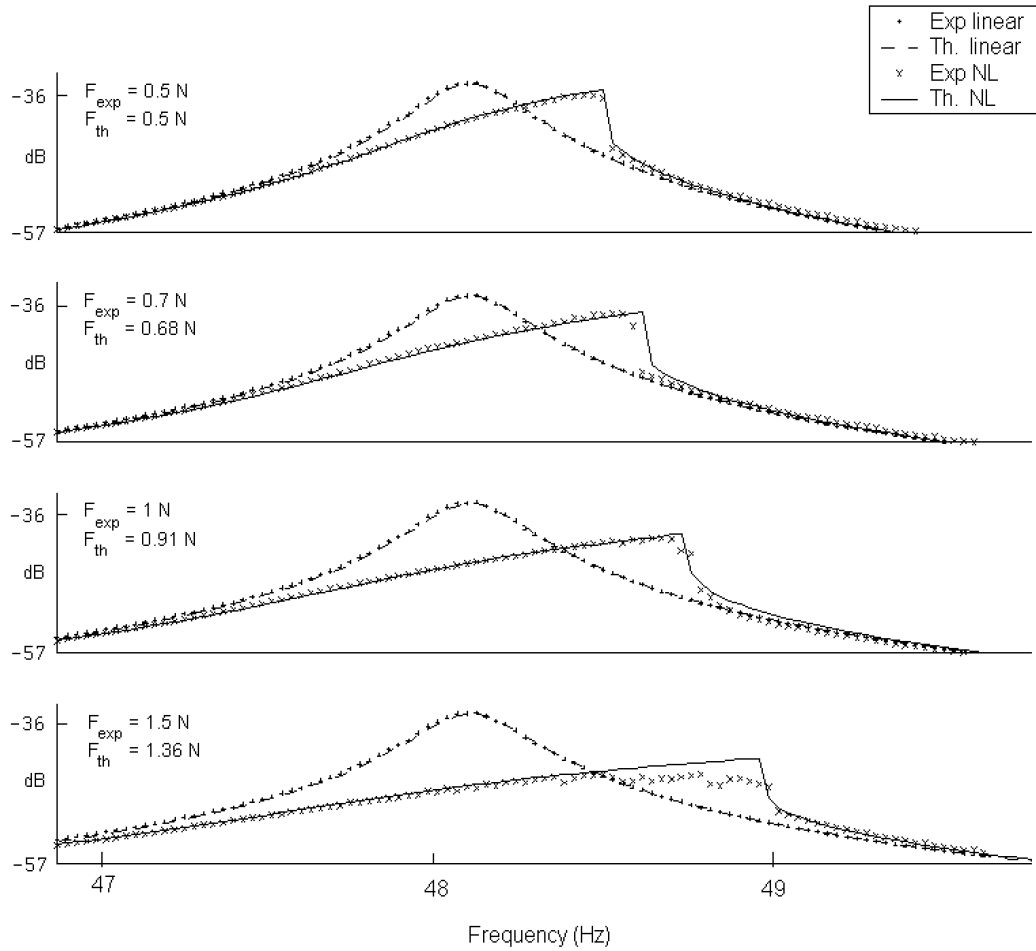 Exp linear
Th. linear
Exp NL
Th. NL
-36
F_exp = 0.5 N
F_th = 0.5 N
dB
-57
-36
F_exp = 0.7 N
F_th = 0.68 N
dB
-57
-36
F_exp = 1 N
F_th = 0.91 N
dB
-57
-36
F_exp = 1.5 N
F_th = 1.36 N
dB
-57
47 48 49
Frequency (Hz)